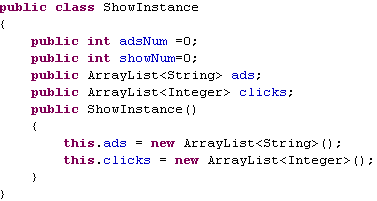 public class ShowInstance
{
    public int adsNum =0;
    public int showNum=0;
    public ArrayList<String> ads;
    public ArrayList<Integer> clicks;
    public ShowInstance()
    {
        this.ads = new ArrayList<String>();
        this.clicks = new ArrayList<Integer>();
    }
}